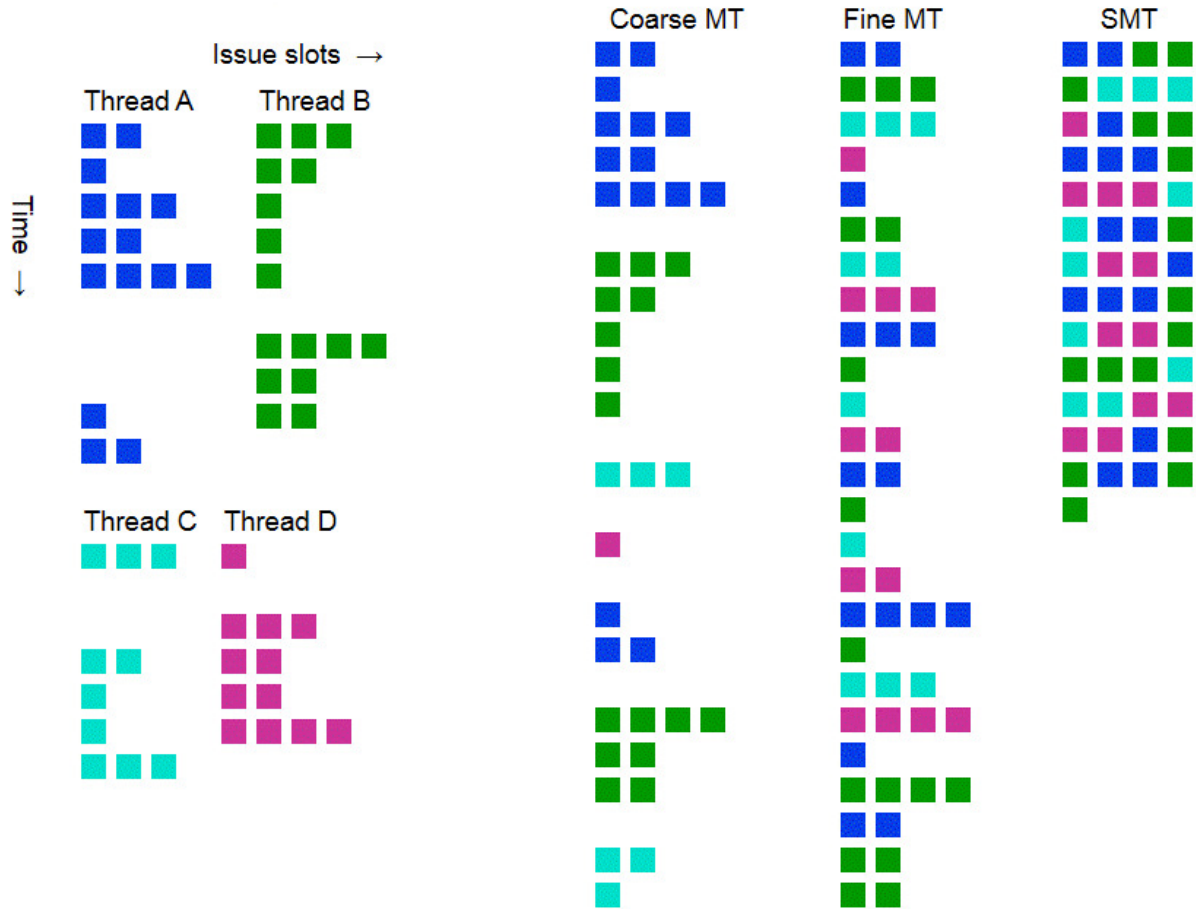 Coarse MT
Fine MT
SMT
Issue slots →
Thread A
Thread B
Time →
Thread C
Thread D